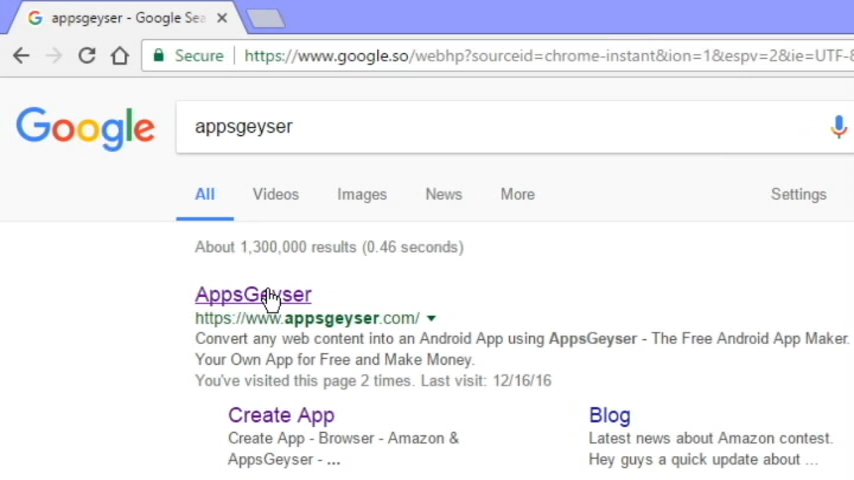 appsgeyser - Google Sea
Secure https://www.google.so/webhp?sourceid=chrome-instant&ion=1&espv=2&ie=UTF-8
Google
appsgeyser
All Videos Images News More Settings
About 1,300,000 results (0.46 seconds)
AppsGeyser
https://www.appsgeyser.com/
Convert any web content into an Android App using AppsGeyser - The Free Android App Maker.
Your Own App for Free and Make Money.
You've visited this page 2 times. Last visit: 12/16/16
Create App Blog
Create App - Browser - Amazon & Latest news about Amazon contest.
AppsGeyser - ... Hey guys a quick update about ...